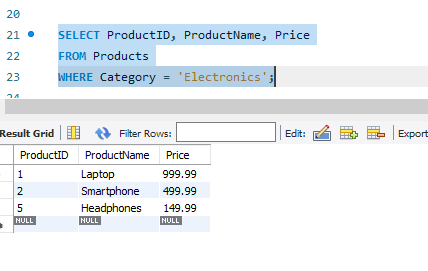 20
21 SELECT ProductID, ProductName, Price
22 FROM Products
23 WHERE Category = 'Electronics';
24
Result Grid Filter Rows: Edit: Export
ProductID ProductName Price
1 Laptop 999.99
2 Smartphone 499.99
5 Headphones 149.99
NULL NULL NULL